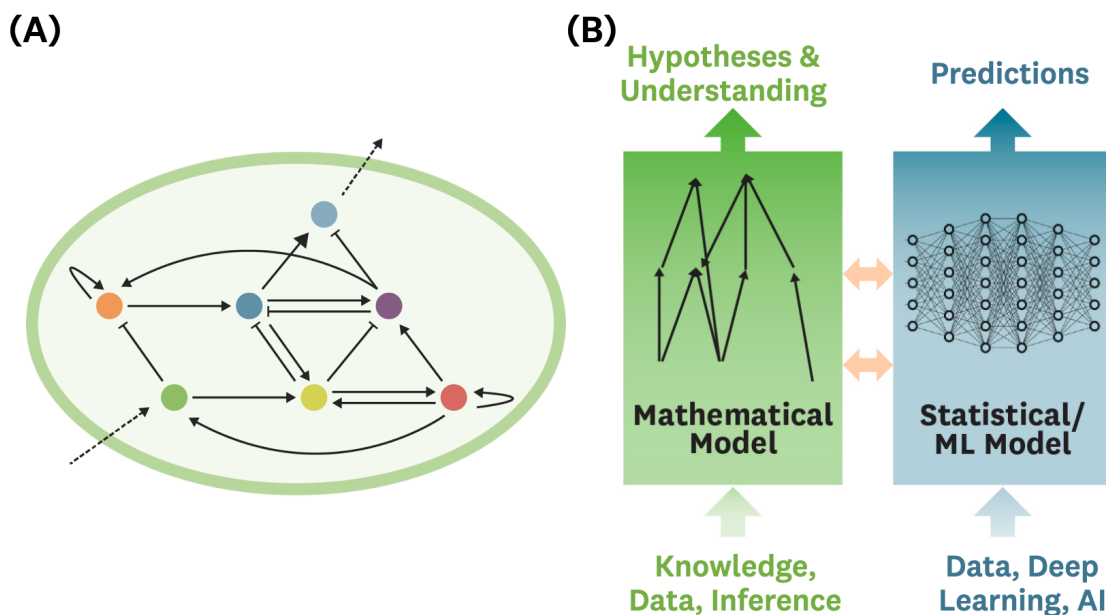 (A)
(B)
Hypotheses &
Understanding
Predictions
Mathematical
Model
Statistical/
ML Model
Knowledge,
Data, Inference
Data, Deep
Learning, AI